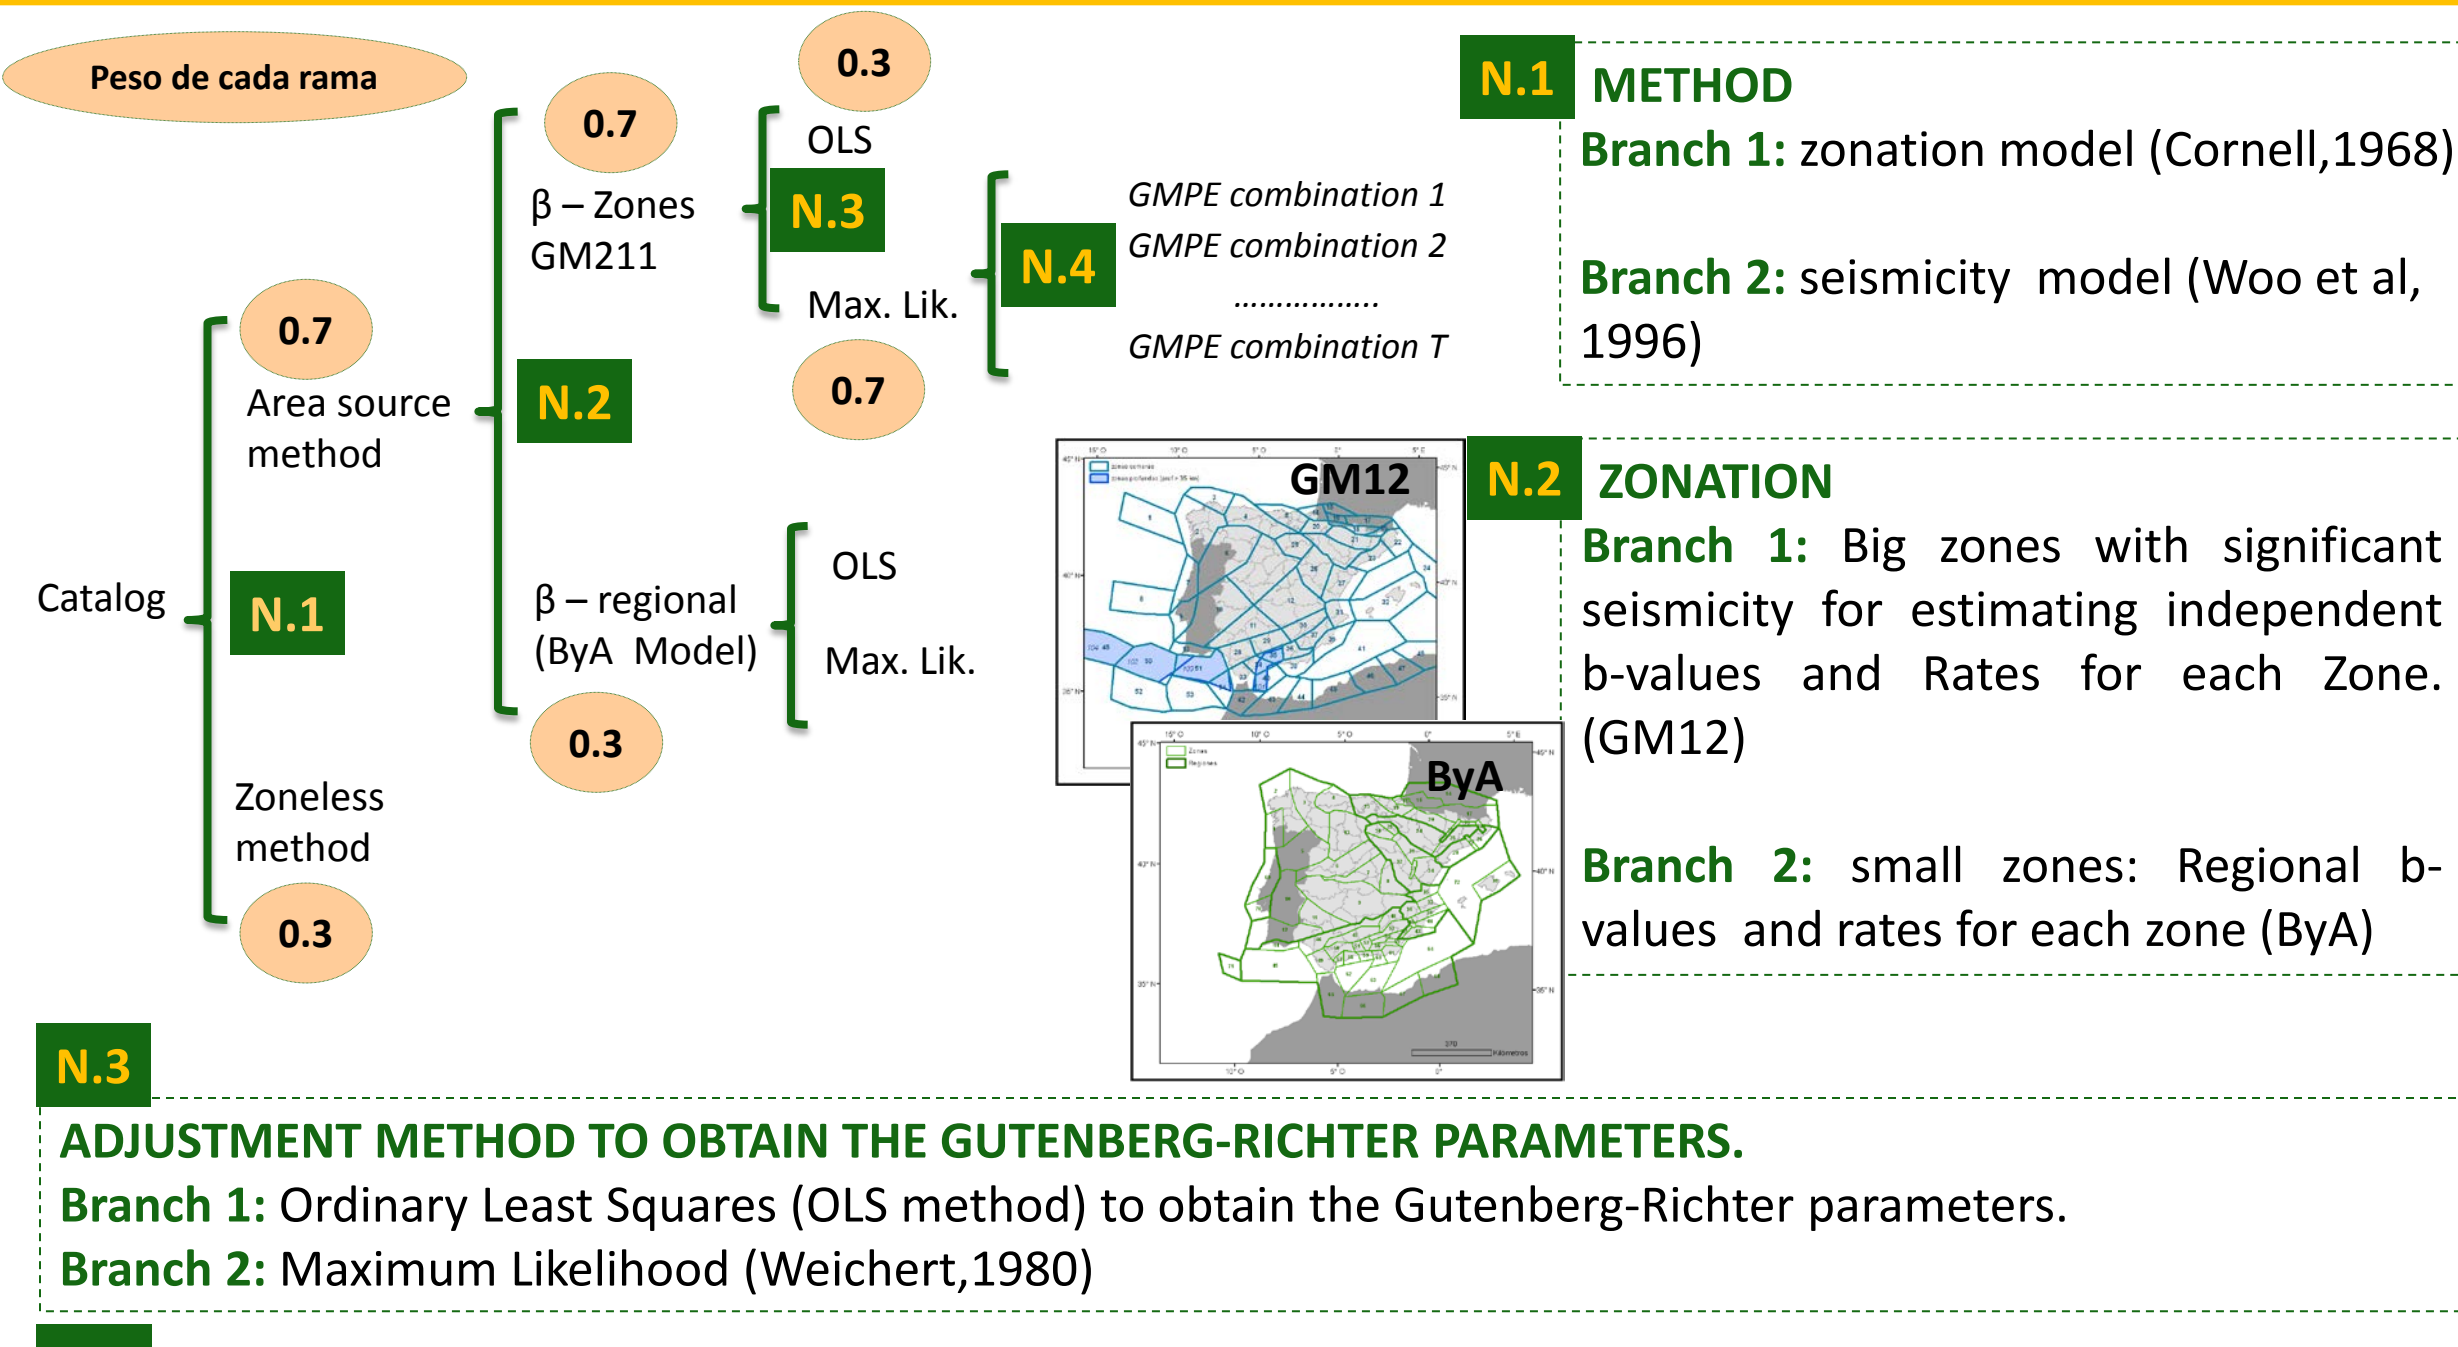 Peso de cada rama
0.3
OLS
0.7
β – Zones
GM211
N.3
N.4
Max. Lik.
0.7
GMPE combination 1
GMPE combination 2
……………..
GMPE combination T
0.7
Area source
method
N.2
Catalog
N.1
β – regional
(ByA Model)
0.3
OLS
Max. Lik.
Zoneless
method
0.3
N.1
METHOD
Branch 1: zonation model (Cornell,1968)
Branch 2: seismicity model (Woo et al,
1996)
GM12
ByA
Zonas
Regiones
N.2
ZONATION
Branch 1: Big zones with significant
seismicity for estimating independent
b-values and Rates for each Zone.
(GM12)
Branch 2: small zones: Regional b-
values and rates for each zone (ByA)
N.3
ADJUSTMENT METHOD TO OBTAIN THE GUTENBERG-RICHTER PARAMETERS.
Branch 1: Ordinary Least Squares (OLS method) to obtain the Gutenberg-Richter parameters.
Branch 2: Maximum Likelihood (Weichert,1980)